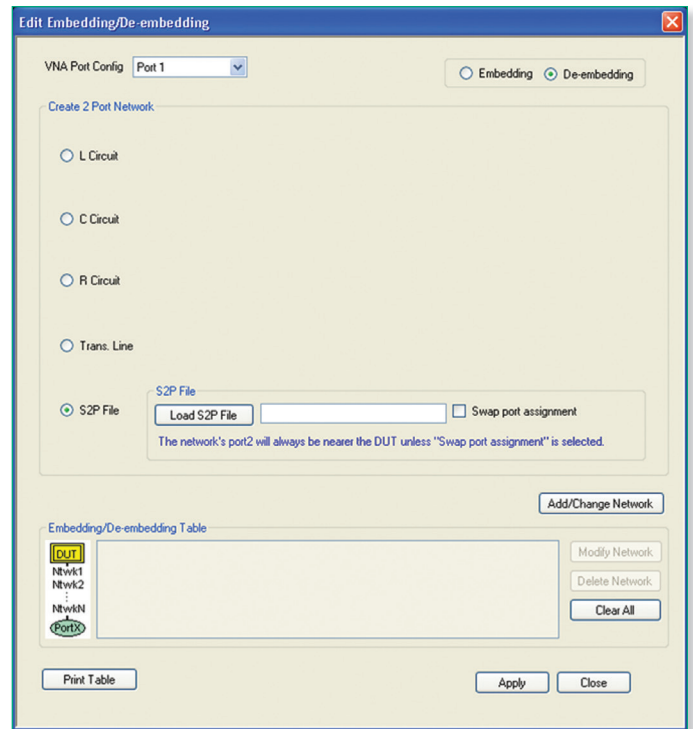 Edit Embedding/De-embedding
VNA Port Config Port 1
Embedding De-embedding
Create 2 Port Network
L Circuit
C Circuit
R Circuit
Trans. Line
S2P File
S2P File
Load S2P File
Swap port assignment
The network's port2 will always be nearer the DUT unless "Swap port assignment" is selected.
Add/Change Network
Embedding/De-embedding Table
DUT
Ntwk1
Ntwk2
NtwkN
PortX
Modify Network
Delete Network
Clear All
Print Table
Apply
Close